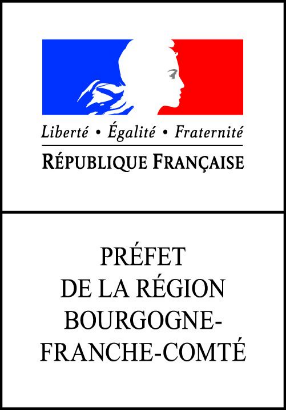 Liberté • Égalité • Fraternité
RÉPUBLIQUE FRANÇAISE
PRÉFET
DE LA RÉGION
BOURGOGNE-
FRANCHE-COMTÉ